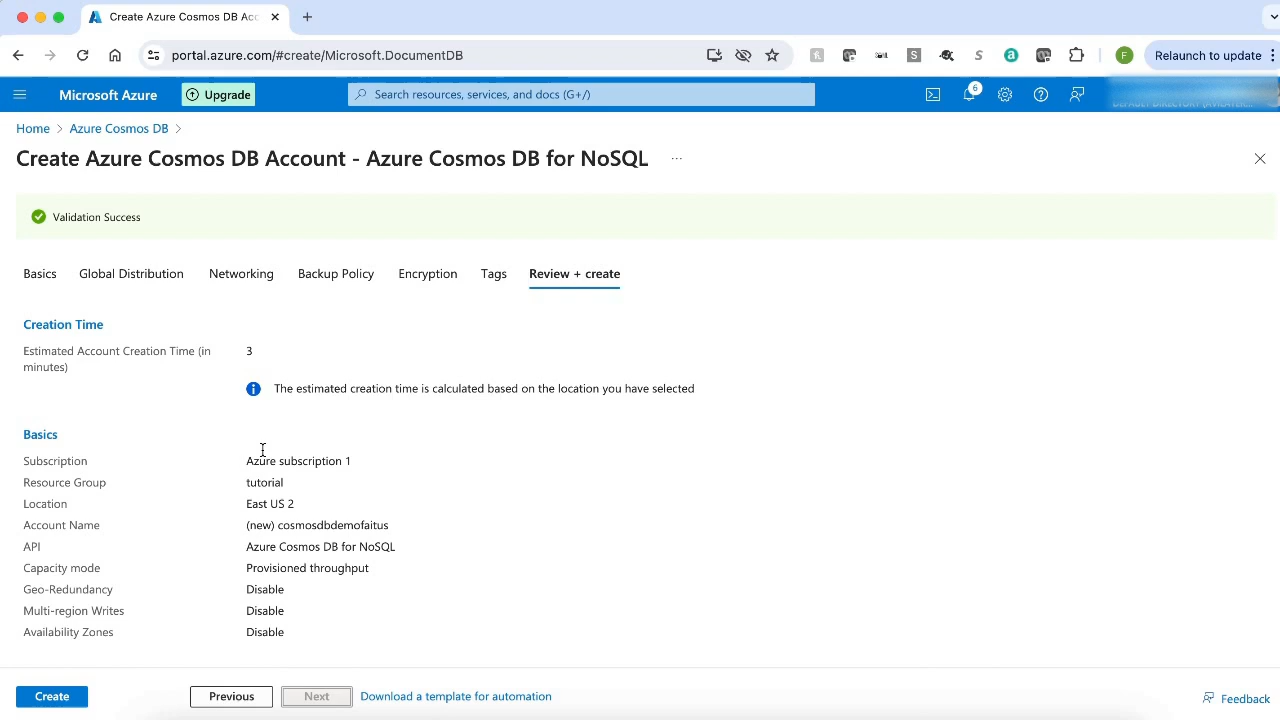 Create Azure Cosmos DB Acc
portal.azure.com/#create/Microsoft.DocumentDB
Relaunch to update
Microsoft Azure
Upgrade
Search resources, services, and docs (G+/)
6
Home > Azure Cosmos DB >
Create Azure Cosmos DB Account - Azure Cosmos DB for NoSQL ...
Validation Success
Basics Global Distribution Networking Backup Policy Encryption Tags Review + create
Creation Time
Estimated Account Creation Time (in minutes) 3
The estimated creation time is calculated based on the location you have selected
Basics
Subscription Azure subscription 1
Resource Group tutorial
Location East US 2
Account Name (new) cosmosdbdemofaitus
API Azure Cosmos DB for NoSQL
Capacity mode Provisioned throughput
Geo-Redundancy Disable
Multi-region Writes Disable
Availability Zones Disable
Create Previous Next Download a template for automation Feedback